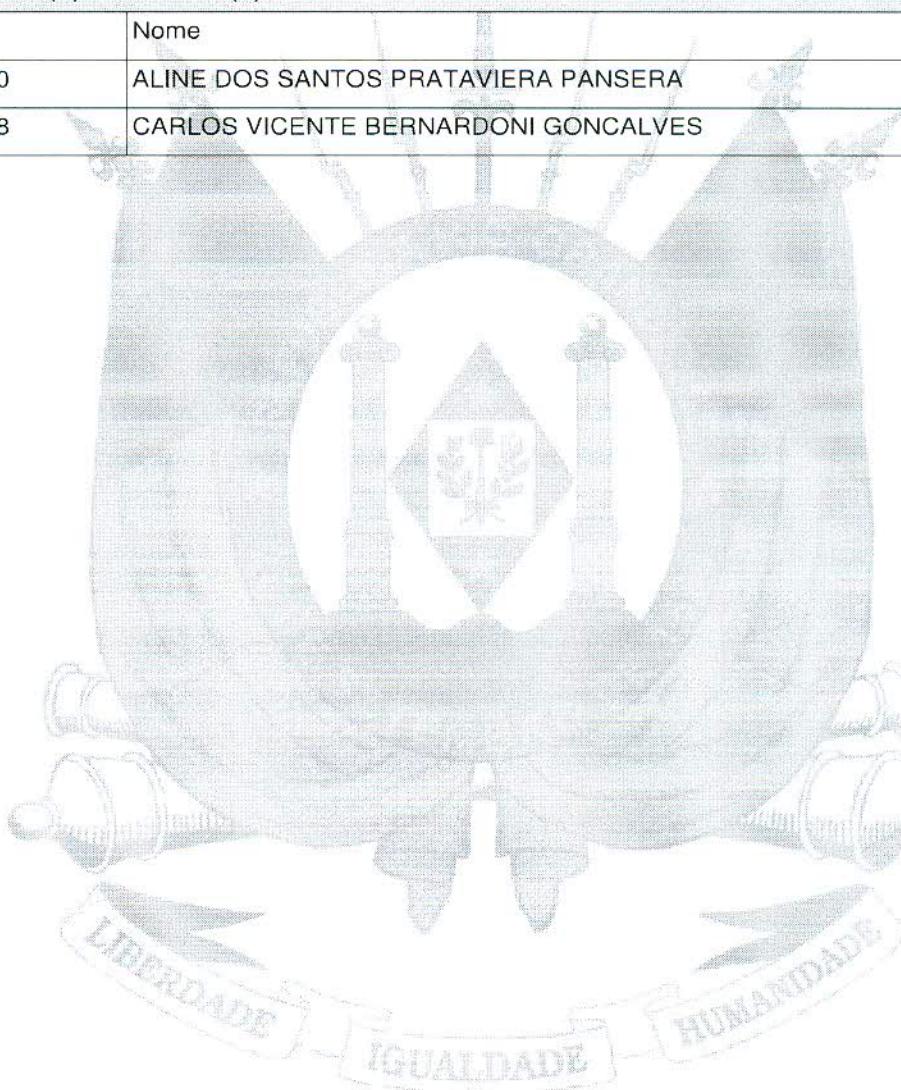 Nome
0 ALINE DOS SANTOS PRATAVIERA PANSERA
8 CARLOS VICENTE BERNARDONI GONCALVES
LIBERDADE IGUALDADE HUMANIDADE